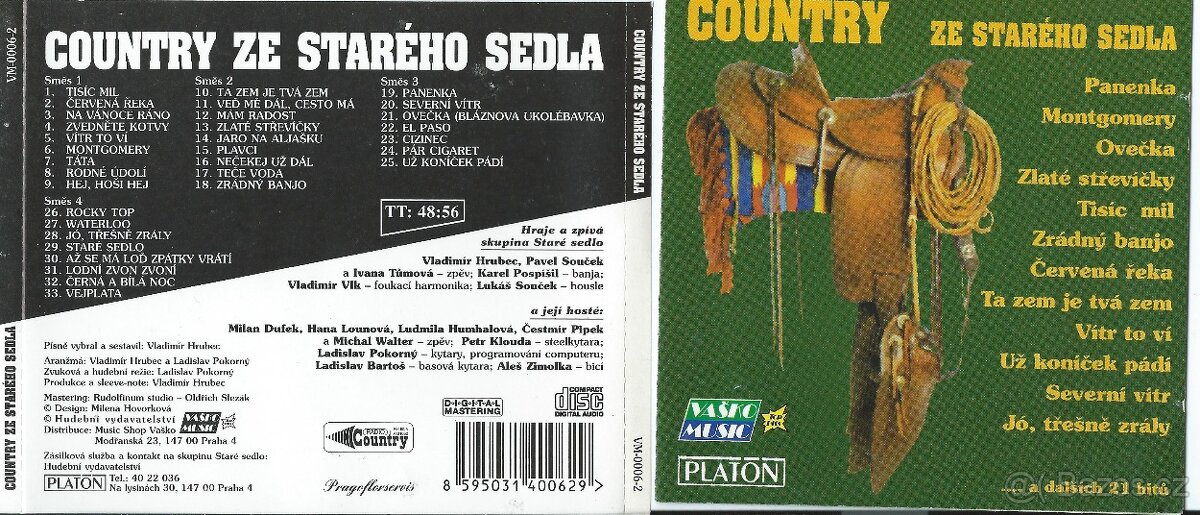 VM-0006-2
COUNTRY ZE STARÉHO SEDLA
Směs 1
1. TISÍC MIL
2. ČERVENÁ ŘEKA
3. NA VÁNOCE RÁNO
4. ZVEDNĚTE KOTVY
5. VÍTR TO VÍ
6. MONTGOMERY
7. TÁTA
8. RODNÉ ÚDOLÍ
9. HEJ, HOŠI HEJ
Směs 2
10. TA ZEM JE TVÁ ZEM
11. VEĎ MĚ DÁL, CESTO MÁ
12. MÁM RADOST
13. ZLATÉ STŘEVÍČKY
14. JARO NA ALJAŠKU
15. PLAVCI
16. NEČEKEJ UŽ DÁL
17. TEČE VODA
18. ZRÁDNÝ BANJO
Směs 3
19. PANENKA
20. SEVERNÍ VÍTR
21. OVEČKA (BLÁZNOVA UKOLÉBAVKA)
22. EL PASO
23. CIZINEC
24. PÁR CIGARET
25. UŽ KONÍČEK PÁDÍ
Směs 4
26. ROCKY TOP
27. WATERLOO
28. JÓ, TŘEŠNĚ ZRÁLY
29. STARÉ SEDLO
30. AŽ SE MÁ LOĎ ZPÁTKY VRÁTÍ
31. LODNÍ ZVON ZVONÍ
32. ČERNÁ A BÍLÁ NOC
33. VEJPLATA
TT: 48:56
Hraje a zpívá
skupina Staré sedlo
Vladimír Hrubec, Pavel Souček
a Ivana Tůmová – zpěv; Karel Pospíšil – banja;
Vladimír Vlk – foukací harmonika; Lukáš Souček – housle
a její hosté:
Milan Dufek, Hana Lounová, Ludmila Humhalová, Čestmír Pipek
a Michal Walter – zpěv; Petr Klouda – steelkytara;
Ladislav Pokorný – kytary, programování computeru;
Ladislav Bartoš – basová kytara; Aleš Zimolka – bicí
Písně vybral a sestavil: Vladimír Hrubec
Aranžmá: Vladimír Hrubec a Ladislav Pokorný
Zvuková a hudební režie: Ladislav Pokorný
Produkce a sleeve-note: Vladimír Hrubec
Mastering: Rudolfinum studio – Oldřich Slezák
© Design: Milena Hovorková
© Hudební vydavatelství VAŠKO MUSIC
Distribuce: Music Shop Vaško
Modřanská 23, 147 00 Praha 4
Zásilková služba a kontakt na skupinu Staré sedlo:
Hudební vydavatelství
PLATÓN Tel.: 40 22 036
Na lysinách 30, 147 00 Praha 4
RADIO
Country
Pragoflorservis
DIGITAL
MASTERING
COMPACT
disc
DIGITAL AUDIO
8 595031 400629 >
COUNTRY ZE STARÉHO SEDLA
COUNTRY ZE STARÉHO SEDLA
VM-0006-2
COUNTRY ZE STARÉHO SEDLA
Panenka
Montgomery
Ovečka
Zlaté střevíčky
Tisíc mil
Zrádný banjo
Červená řeka
Ta zem je tvá zem
Vítr to ví
Už koníček pádí
Severní vítr
Jó, třešně zrály
.... a dalších 21 hitů
VAŠKO
MUSIC
PLATÓN